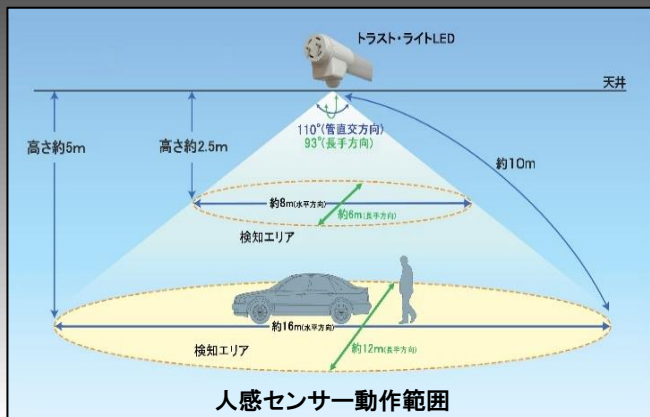 トラスト・ライトLED
天井
110°(管直交方向)
93°(長手方向)
高さ約5m
高さ約2.5m
約10m
約8m(水平方向)
約6m(長平方向)
検知エリア
約16m(水平方向)
約12m(長平方向)
検知エリア
人感センサー動作範囲